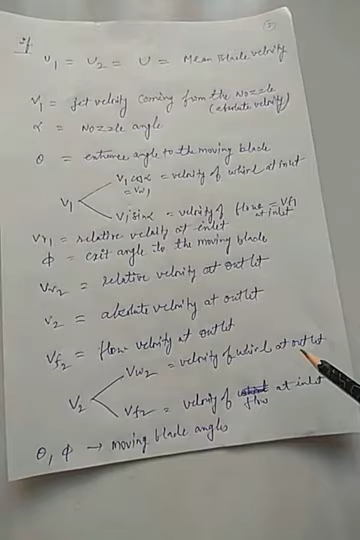 (5)
If
u1 = u2 = U = Mean Blade velocity
V1 = Jet velocity coming from the Nozzle
(absolute velocity)
α = Nozzle angle
θ = entrance angle to the moving blade
V1 cosα = velocity of whirl at inlet
= Vw1
V1
V1 sinα = velocity of flow = Vf1
at inlet
Vr1 = relative velocity at inlet
Φ = exit angle to the moving blade
Vr2 = relative velocity at outlet
V2 = absolute velocity at outlet
Vf2 = flow velocity at outlet
Vw2 = velocity of whirl at outlet
V2
Vf2 = velocity of flow at inlet
θ, Φ → moving blade angles